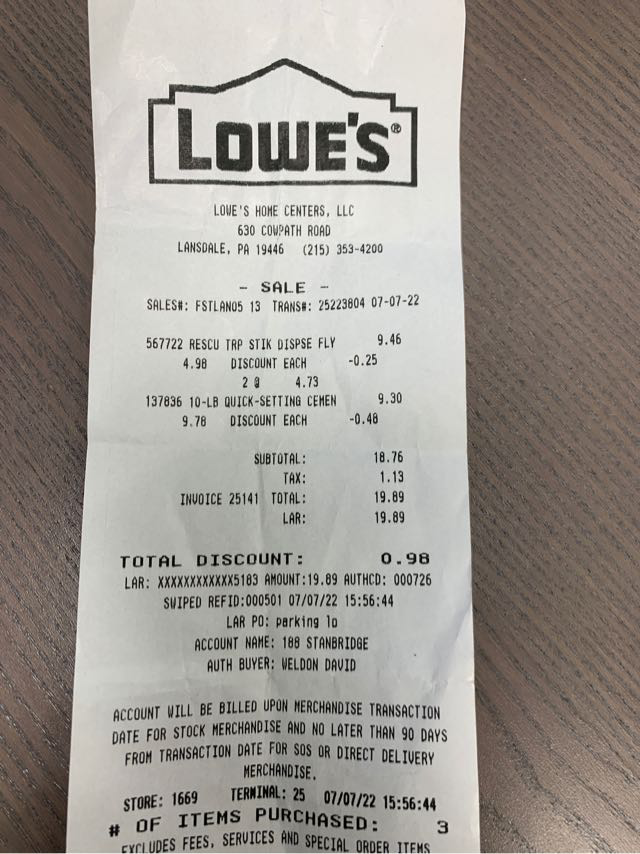 LOWE'S®
LOWE'S HOME CENTERS, LLC
630 COWPATH ROAD
LANSDALE, PA 19446 (215) 353-4200
- SALE -
SALES#: FSTLAN05 13 TRANS#: 25223804 07-07-22
567722 RESCU TRP STIK DISPSE FLY 9.46
4.98 DISCOUNT EACH -0.25
2 @ 4.73
137836 10-LB QUICK-SETTING CEMEN 9.30
9.78 DISCOUNT EACH -0.48
SUBTOTAL: 18.76
TAX: 1.13
INVOICE 25141 TOTAL: 19.89
LAR: 19.89
TOTAL DISCOUNT: 0.98
LAR: XXXXXXXXXXXX5183 AMOUNT:19.89 AUTHCD: 000726
SWIPED REFID:000501 07/07/22 15:56:44
LAR PO: parking lo
ACCOUNT NAME: 188 STANBRIDGE
AUTH BUYER: WELDON DAVID
ACCOUNT WILL BE BILLED UPON MERCHANDISE TRANSACTION
DATE FOR STOCK MERCHANDISE AND NO LATER THAN 90 DAYS
FROM TRANSACTION DATE FOR SOS OR DIRECT DELIVERY
MERCHANDISE.
STORE: 1669 TERMINAL: 25 07/07/22 15:56:44
# OF ITEMS PURCHASED: 3
EXCLUDES FEES, SERVICES AND SPECIAL ORDER ITEMS